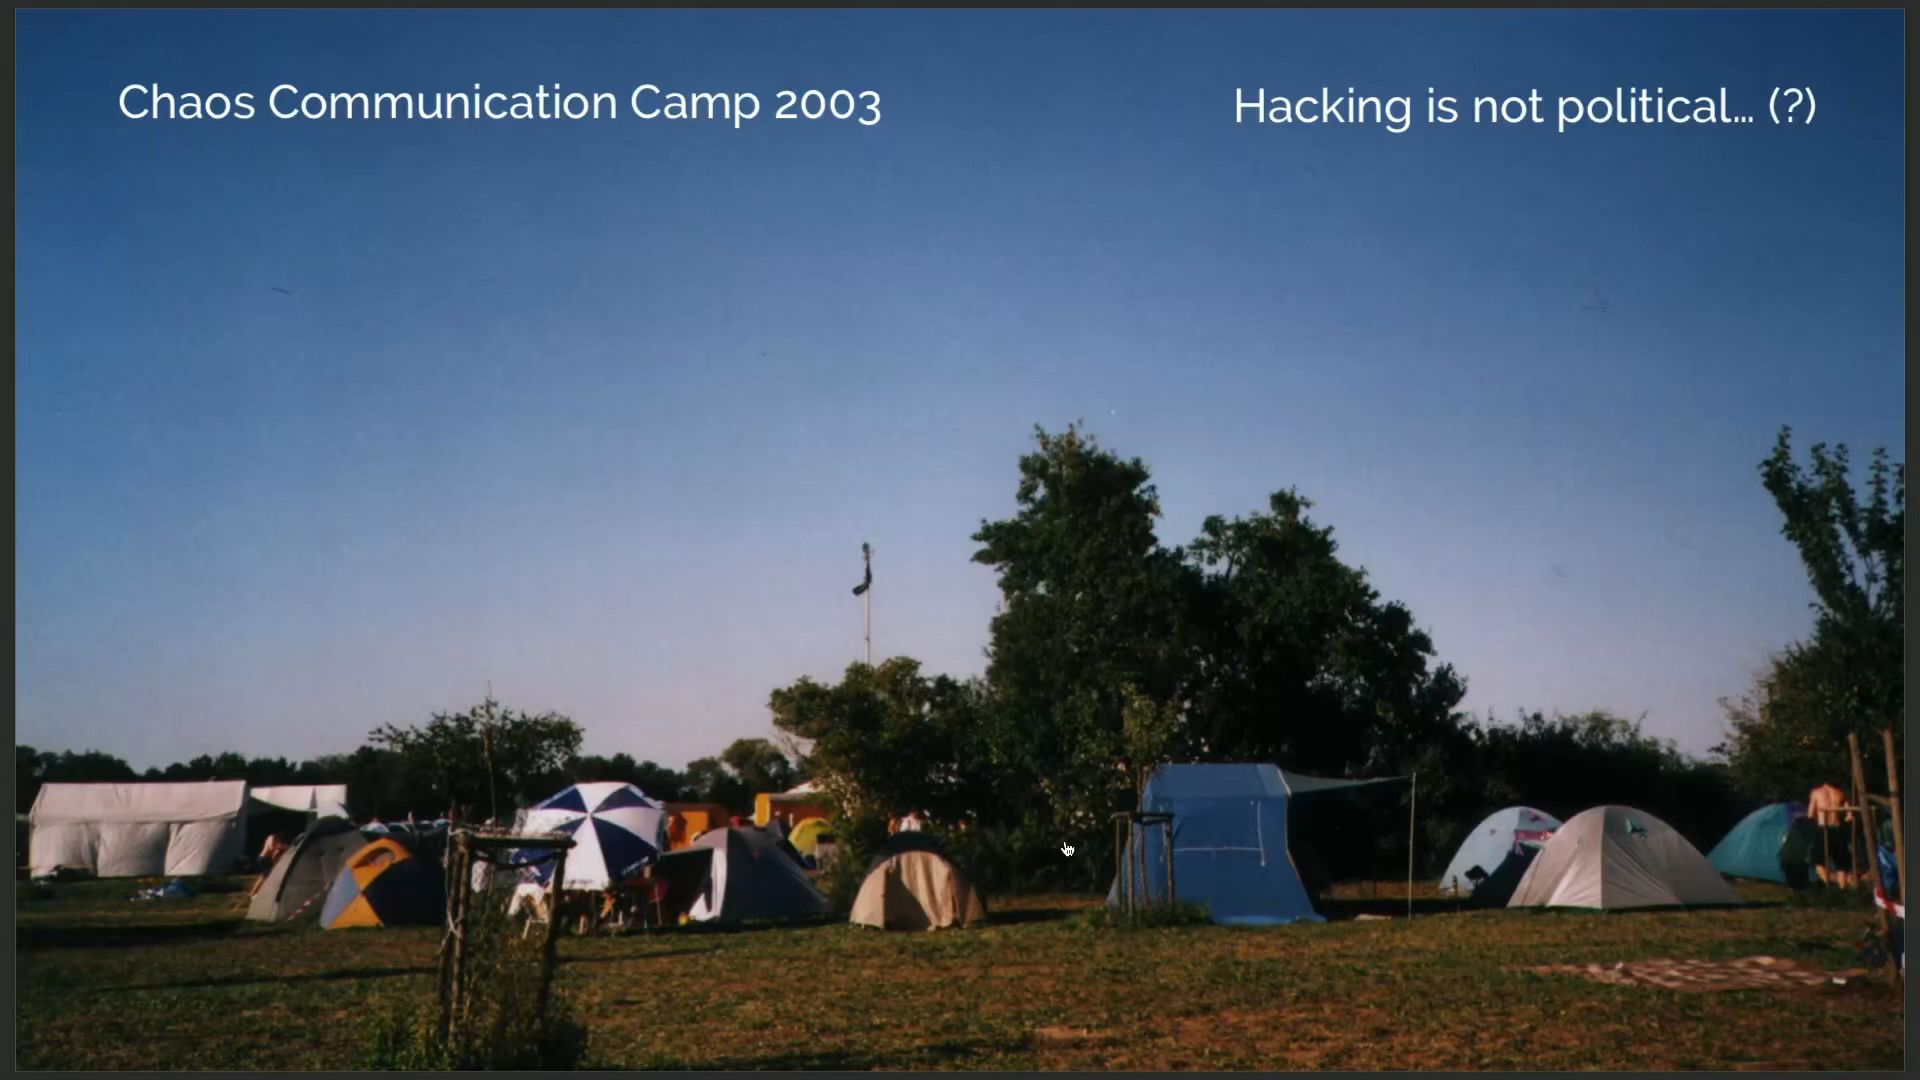 Chaos Communication Camp 2003
Hacking is not political... (?)